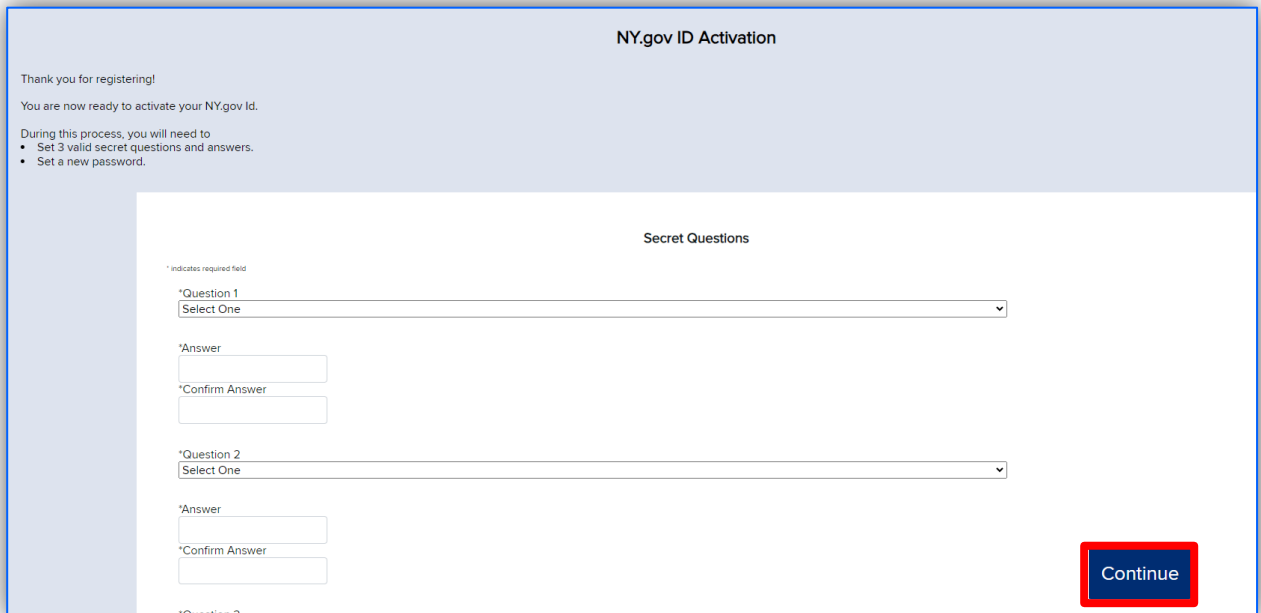 NY.gov ID Activation
Thank you for registering!
You are now ready to activate your NY.gov Id.
During this process, you will need to
• Set 3 valid secret questions and answers.
• Set a new password.
Secret Questions
* indicates required field
*Question 1
Select One
*Answer
*Confirm Answer
*Question 2
Select One
*Answer
*Confirm Answer
Continue